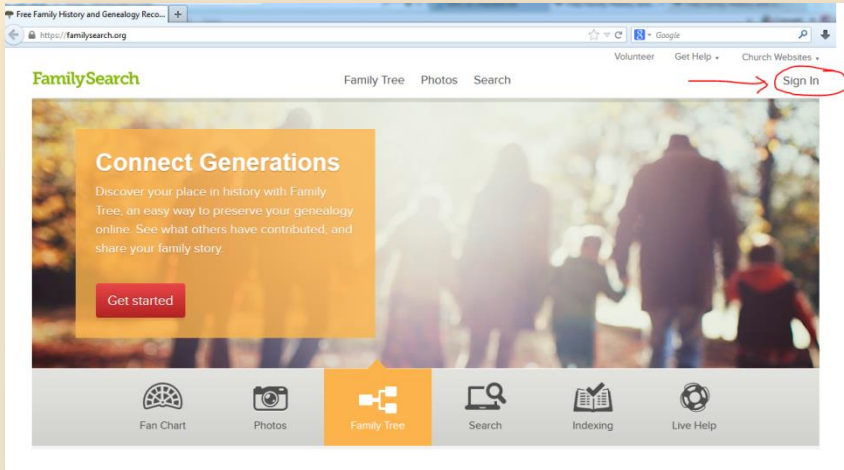 Free Family History and Genealogy Reco...
https://familysearch.org
Google
Volunteer Get Help Church Websites
FamilySearch Family Tree Photos Search Sign In
Connect Generations
Discover your place in history with Family
Tree, an easy way to preserve your genealogy
online. See what others have contributed, and
share your family story.
Get started
Fan Chart Photos Family Tree Search Indexing Live Help